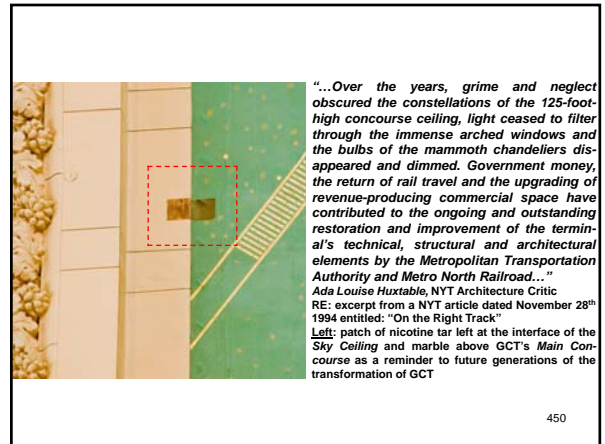 “…Over the years, grime and neglect
obscured the constellations of the 125-foot-
high concourse ceiling, light ceased to filter
through the immense arched windows and
the bulbs of the mammoth chandeliers dis-
appeared and dimmed. Government money,
the return of rail travel and the upgrading of
revenue-producing commercial space have
contributed to the ongoing and outstanding
restoration and improvement of the termin-
al’s technical, structural and architectural
elements by the Metropolitan Transportation
Authority and Metro North Railroad…”
Ada Louise Huxtable, NYT Architecture Critic
RE: excerpt from a NYT article dated November 28th
1994 entitled: “On the Right Track”
Left: patch of nicotine tar left at the interface of the
Sky Ceiling and marble above GCT’s Main Con-
course as a reminder to future generations of the
transformation of GCT
450